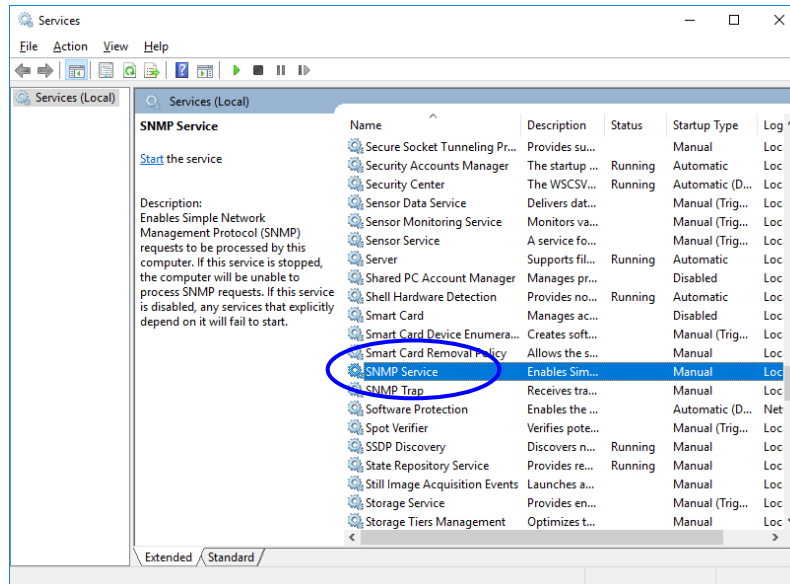 Services
File Action View Help
Services (Local)
Services (Local)
SNMP Service
Start the service
Description:
Enables Simple Network
Management Protocol (SNMP)
requests to be processed by this
computer. If this service is stopped,
the computer will be unable to
process SNMP requests. If this service
is disabled, any services that explicitly
depend on it will fail to start.
Name Description Status Startup Type Log
Secure Socket Tunneling Pr... Provides su... Manual Loc
Security Accounts Manager The startup ... Running Automatic Loc
Security Center The WSCSV... Running Automatic (D... Loc
Sensor Data Service Delivers dat... Manual (Trig... Loc
Sensor Monitoring Service Monitors va... Manual (Trig... Loc
Sensor Service A service fo... Manual (Trig... Loc
Server Supports fil... Running Automatic Loc
Shared PC Account Manager Manages pr... Disabled Loc
Shell Hardware Detection Provides no... Running Automatic Loc
Smart Card Manages ac... Disabled Loc
Smart Card Device Enumera... Creates soft... Manual (Trig... Loc
Smart Card Removal Policy Allows the s... Manual Loc
SNMP Service Enables Sim... Manual Loc
SNMP Trap Receives tra... Manual Loc
Software Protection Enables the ... Automatic (D... Net
Spot Verifier Verifies pote... Manual (Trig... Loc
SSDP Discovery Discovers n... Running Manual Loc
State Repository Service Provides re... Running Manual Loc
Still Image Acquisition Events Launches a... Manual Loc
Storage Service Provides en... Manual (Trig... Loc
Storage Tiers Management Optimizes t... Manual Loc
Extended Standard